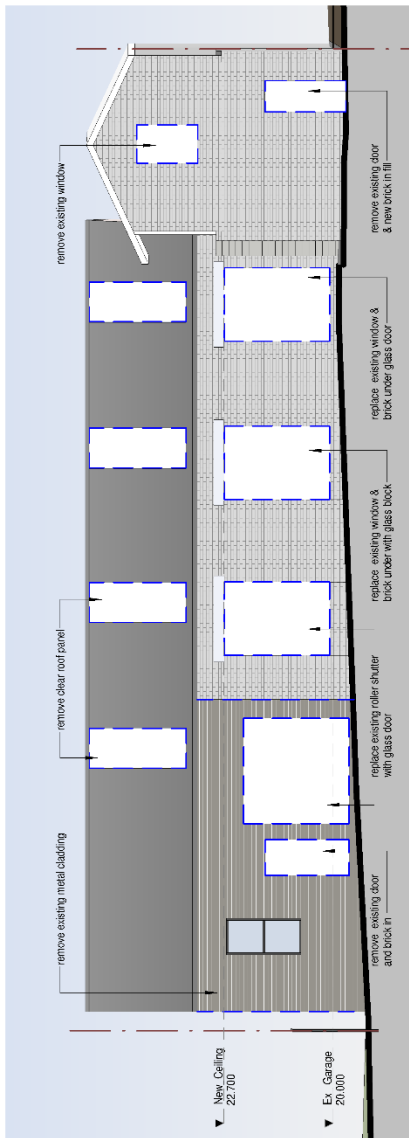 remove existing metal cladding
remove clear roof panel
remove existing window
New Ceiling
22.700
Ex Garage
20.000
remove existing door
and brick in
replace existing roller shutter
with glass door
replace existing window &
brick under with glass block
replace existing window &
brick under glass door
remove existing door
& new brick in fill